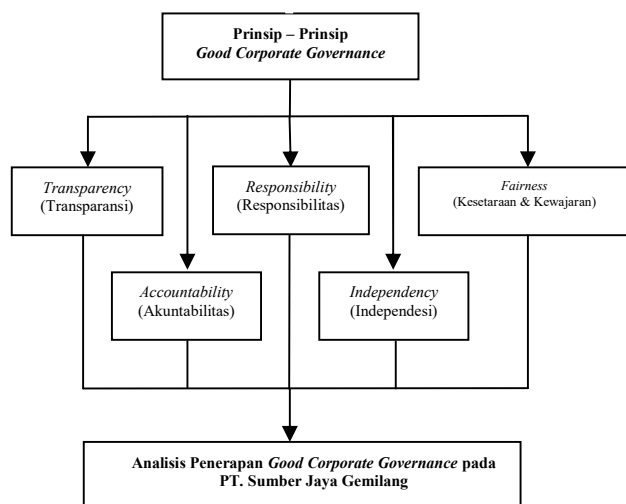 Prinsip – Prinsip
Good Corporate Governance
Transparency
(Transparansi)
Responsibility
(Responsibilitas)
Fairness
(Kesetaraan & Kewajaran)
Accountability
(Akuntabilitas)
Independency
(Independesi)
Analisis Penerapan Good Corporate Governance pada
PT. Sumber Jaya Gemilang